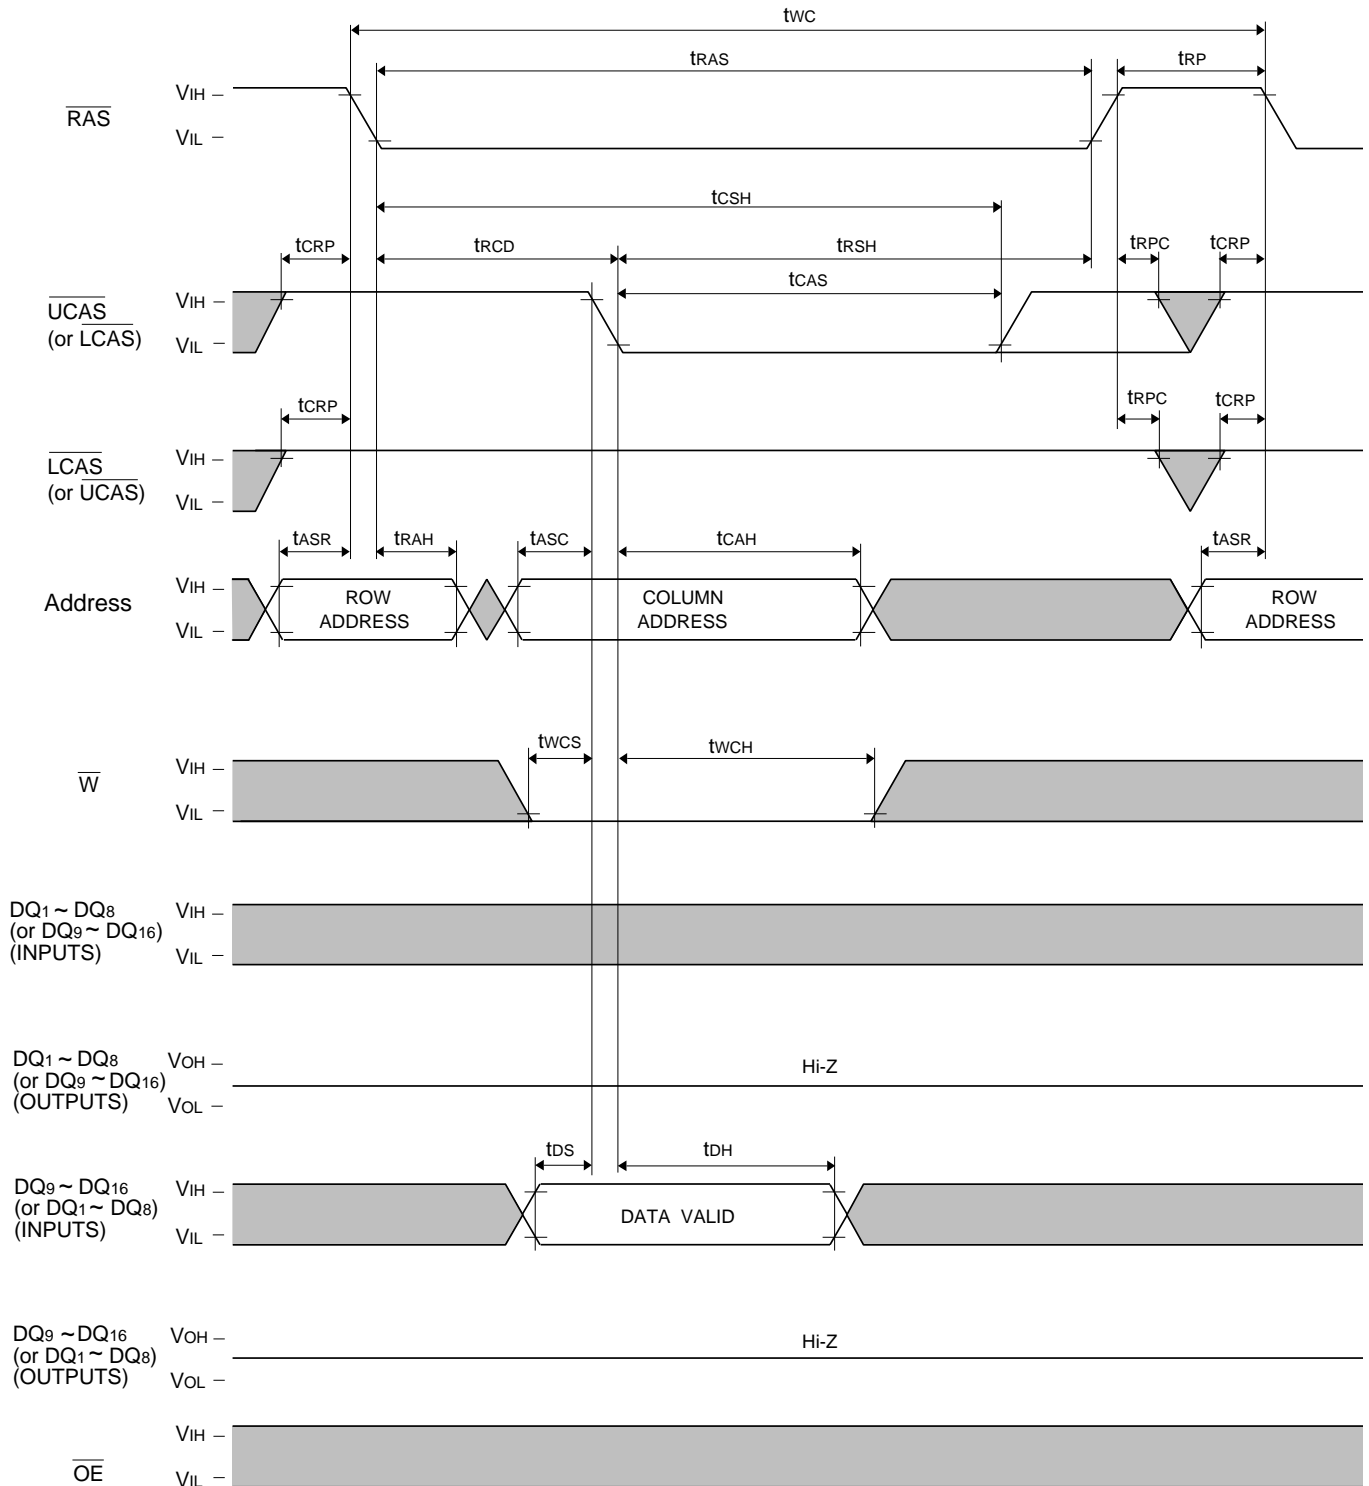 tWC
tRAS tRP
RAS VIH
VIL
tCSH
tCRP tRCD tRSH tRPC tCRP
tCAS
UCAS
(or LCAS)
VIH
VIL
tCRP tRPC tCRP
LCAS
(or UCAS)
VIH
VIL
tASR tRAH tASC tCAH tASR
Address VIH
VIL
ROW
ADDRESS
COLUMN
ADDRESS
ROW
ADDRESS
tWCS tWCH
W VIH
VIL
DQ1 ~ DQ8
(or DQ9 ~ DQ16)
(INPUTS)
VIH
VIL
DQ1 ~ DQ8
(or DQ9 ~ DQ16)
(OUTPUTS)
VOH
VOL
Hi-Z
tDS tDH
DQ9 ~ DQ16
(or DQ1 ~ DQ8)
(INPUTS)
VIH
VIL
DATA VALID
DQ9 ~ DQ16
(or DQ1 ~ DQ8)
(OUTPUTS)
VOH
VOL
Hi-Z
OE VIH
VIL